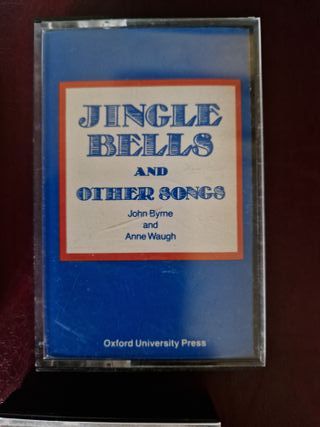 JINGLE
BELLS
AND
OTHER SONGS
John Byrne
and
Anne Waugh
Oxford University Press